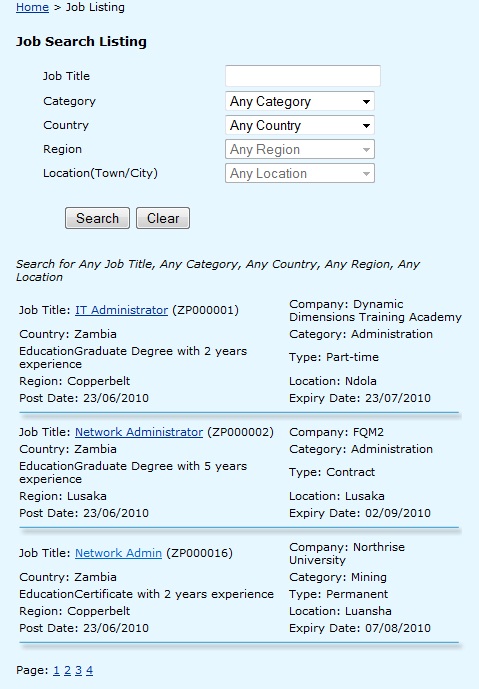 Home > Job Listing
Job Search Listing
Job Title
Category Any Category
Country Any Country
Region Any Region
Location(Town/City) Any Location
Search Clear
Search for Any Job Title, Any Category, Any Country, Any Region, Any
Location
Job Title: IT Administrator (ZP000001)
Company: Dynamic
Dimensions Training Academy
Country: Zambia
Category: Administration
EducationGraduate Degree with 2 years
experience
Type: Part-time
Region: Copperbelt
Location: Ndola
Post Date: 23/06/2010
Expiry Date: 23/07/2010
Job Title: Network Administrator (ZP000002)
Company: FQM2
Country: Zambia
Category: Administration
EducationGraduate Degree with 5 years
experience
Type: Contract
Region: Lusaka
Location: Lusaka
Post Date: 23/06/2010
Expiry Date: 02/09/2010
Job Title: Network Admin (ZP000016)
Company: Northrise
University
Country: Zambia
Category: Mining
EducationCertificate with 2 years experience
Type: Permanent
Region: Copperbelt
Location: Luansha
Post Date: 23/06/2010
Expiry Date: 07/08/2010
Page: 1 2 3 4